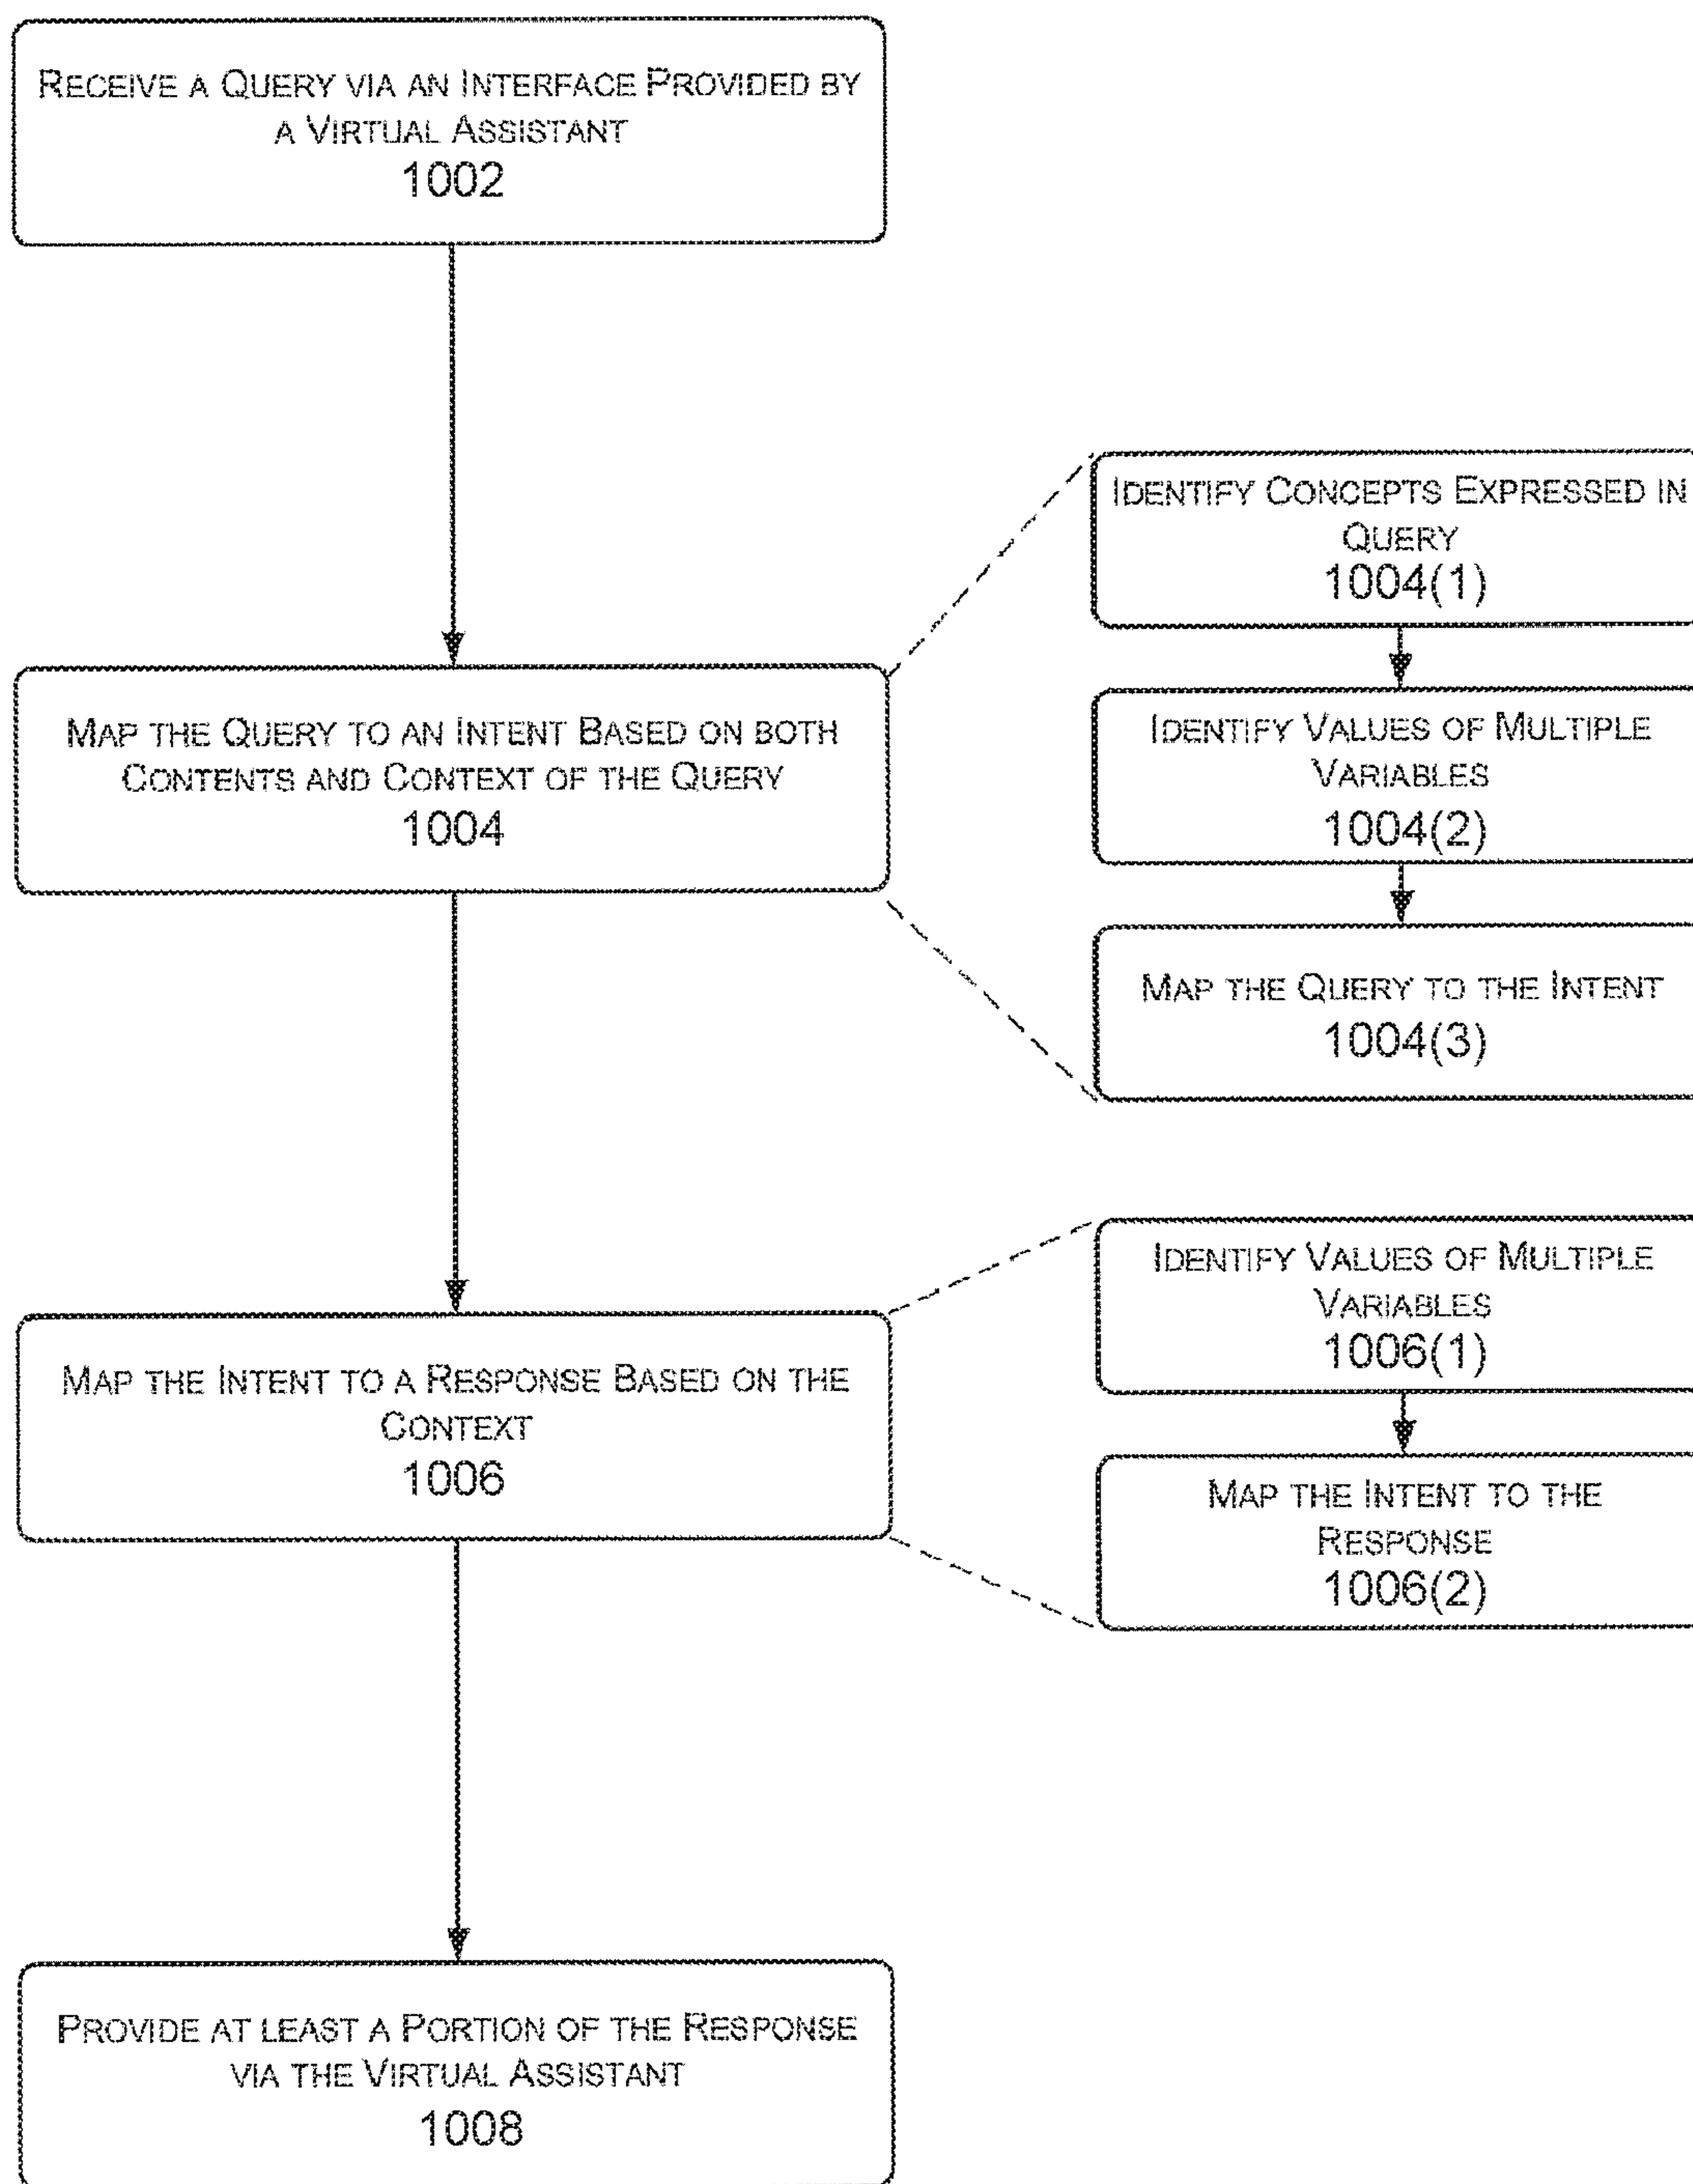 RECEIVE A QUERY VIA AN INTERFACE PROVIDED BY
A VIRTUAL ASSISTANT
1002
MAP THE QUERY TO AN INTENT BASED ON BOTH
CONTENTS AND CONTEXT OF THE QUERY
1004
IDENTIFY CONCEPTS EXPRESSED IN
QUERY
1004(1)
IDENTIFY VALUES OF MULTIPLE
VARIABLES
1004(2)
MAP THE QUERY TO THE INTENT
1004(3)
MAP THE INTENT TO A RESPONSE BASED ON THE
CONTEXT
1006
IDENTIFY VALUES OF MULTIPLE
VARIABLES
1006(1)
MAP THE INTENT TO THE
RESPONSE
1006(2)
PROVIDE AT LEAST A PORTION OF THE RESPONSE
VIA THE VIRTUAL ASSISTANT
1008